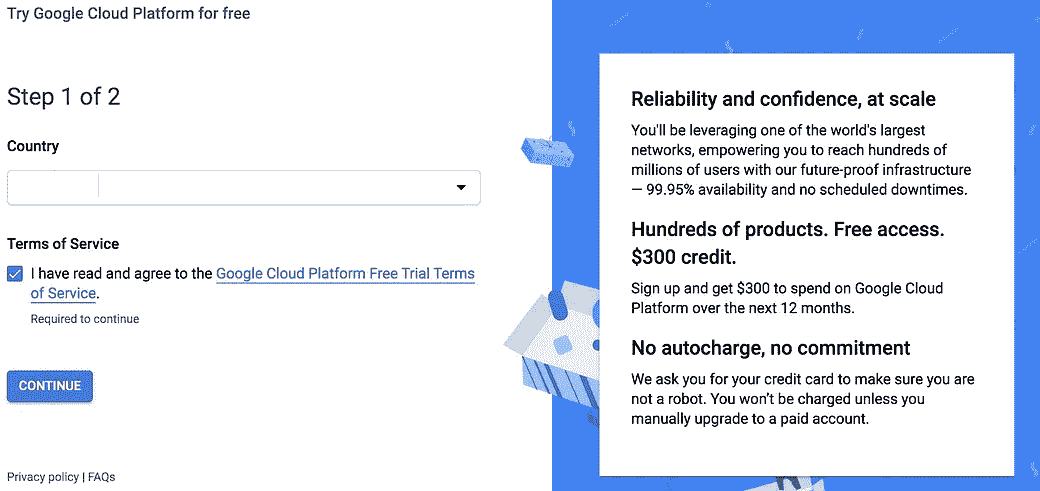 Try Google Cloud Platform for free
Step 1 of 2
Country
Terms of Service
I have read and agree to the Google Cloud Platform Free Trial Terms
of Service.
Required to continue
CONTINUE
Privacy policy | FAQs
Reliability and confidence, at scale
You'll be leveraging one of the world's largest
networks, empowering you to reach hundreds of
millions of users with our future-proof infrastructure
— 99.95% availability and no scheduled downtimes.
Hundreds of products. Free access.
$300 credit.
Sign up and get $300 to spend on Google Cloud
Platform over the next 12 months.
No autocharge, no commitment
We ask you for your credit card to make sure you are
not a robot. You won't be charged unless you
manually upgrade to a paid account.